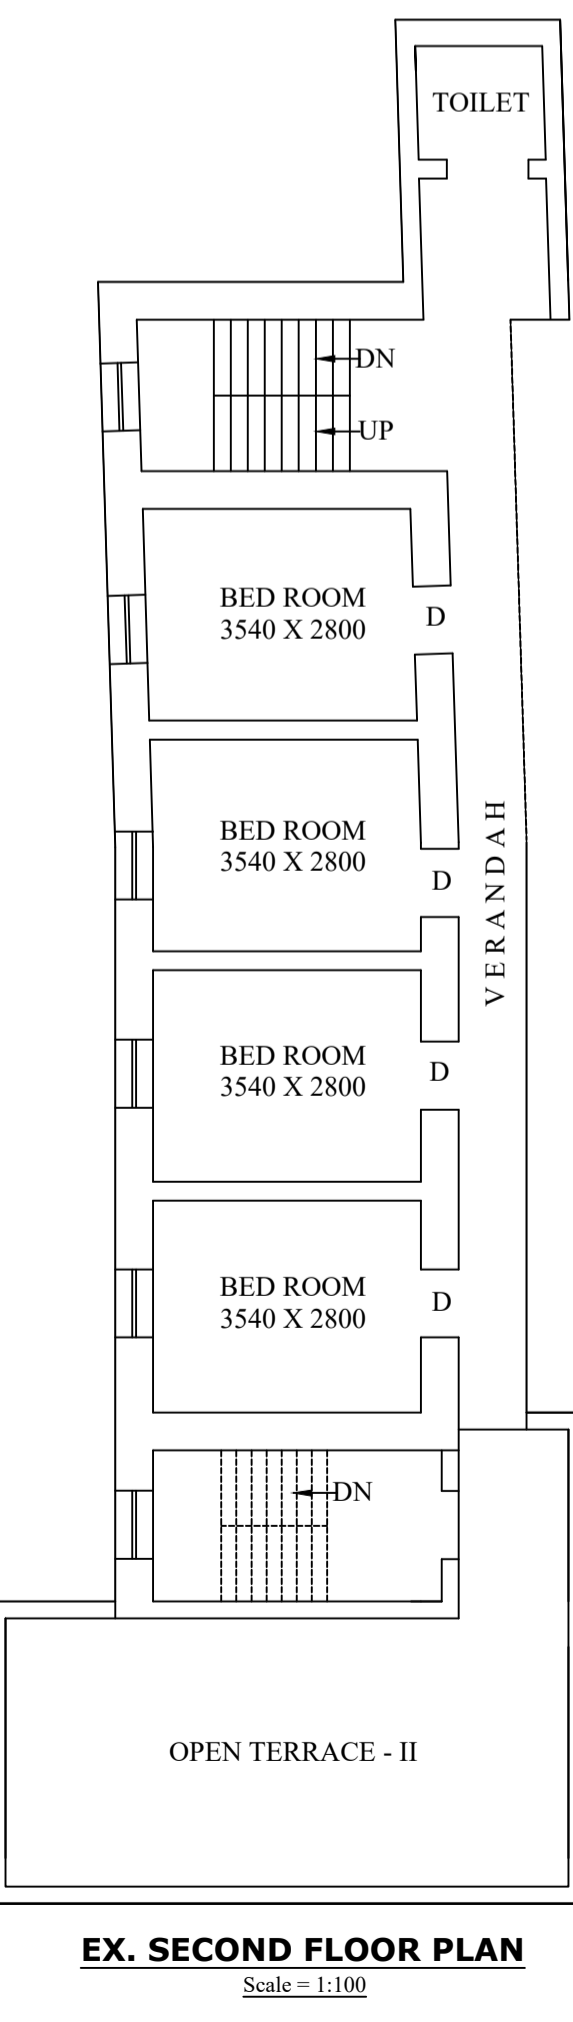 TOILET
DN
UP
BED ROOM
3540 X 2800
D
BED ROOM
3540 X 2800
D
VERANDAH
BED ROOM
3540 X 2800
D
BED ROOM
3540 X 2800
D
DN
OPEN TERRACE - II
EX. SECOND FLOOR PLAN
Scale = 1:100